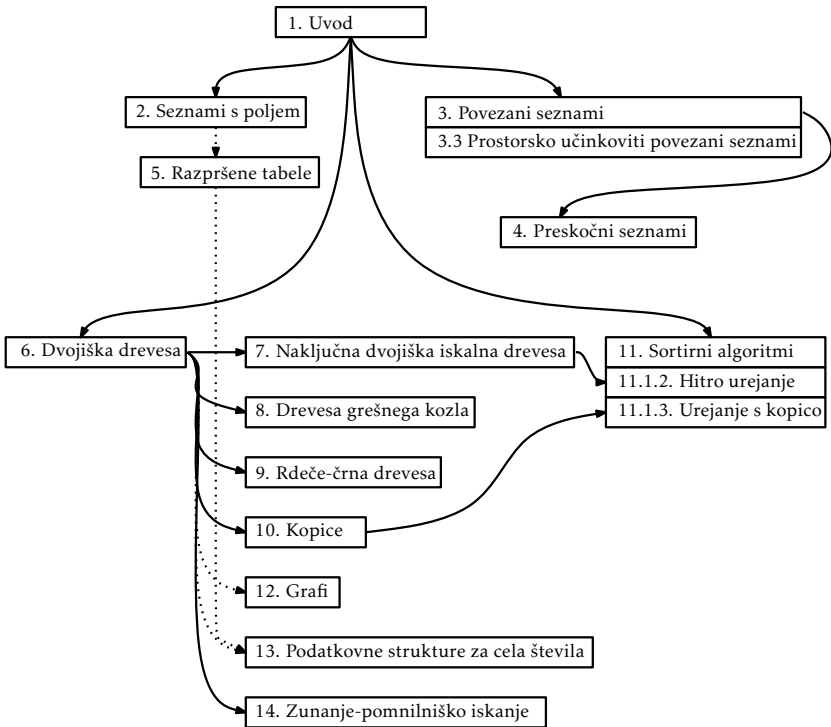 1. Uvod
2. Seznami s poljem
3. Povezani seznami
3.3 Prostorsko učinkoviti povezani seznami
5. Razpršene tabele
4. Preskočni seznami
6. Dvojiška drevesa
7. Naključna dvojiška iskalna drevesa
11. Sortirni algoritmi
11.1.2. Hitro urejanje
8. Drevesa grešnega kozla
11.1.3. Urejanje s kopico
9. Rdeče-črna drevesa
10. Kopice
12. Grafi
13. Podatkovne strukture za cela števila
14. Zunanje-pomnilniško iskanje